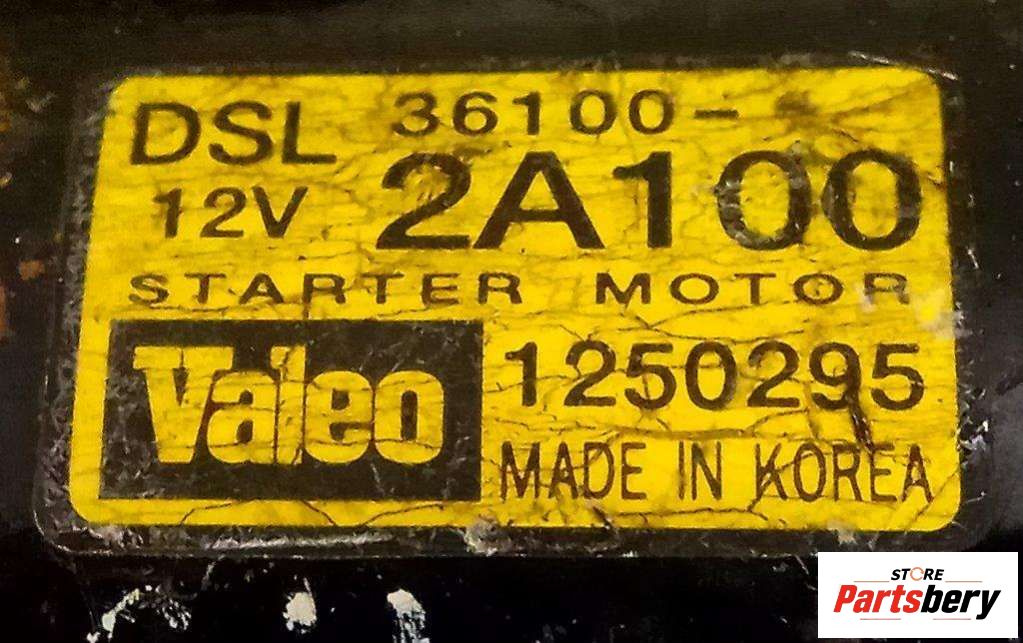 DSL 36100-
12V 2A100
STARTER MOTOR
Valeo 1250295
MADE IN KOREA
STORE
Partsbery